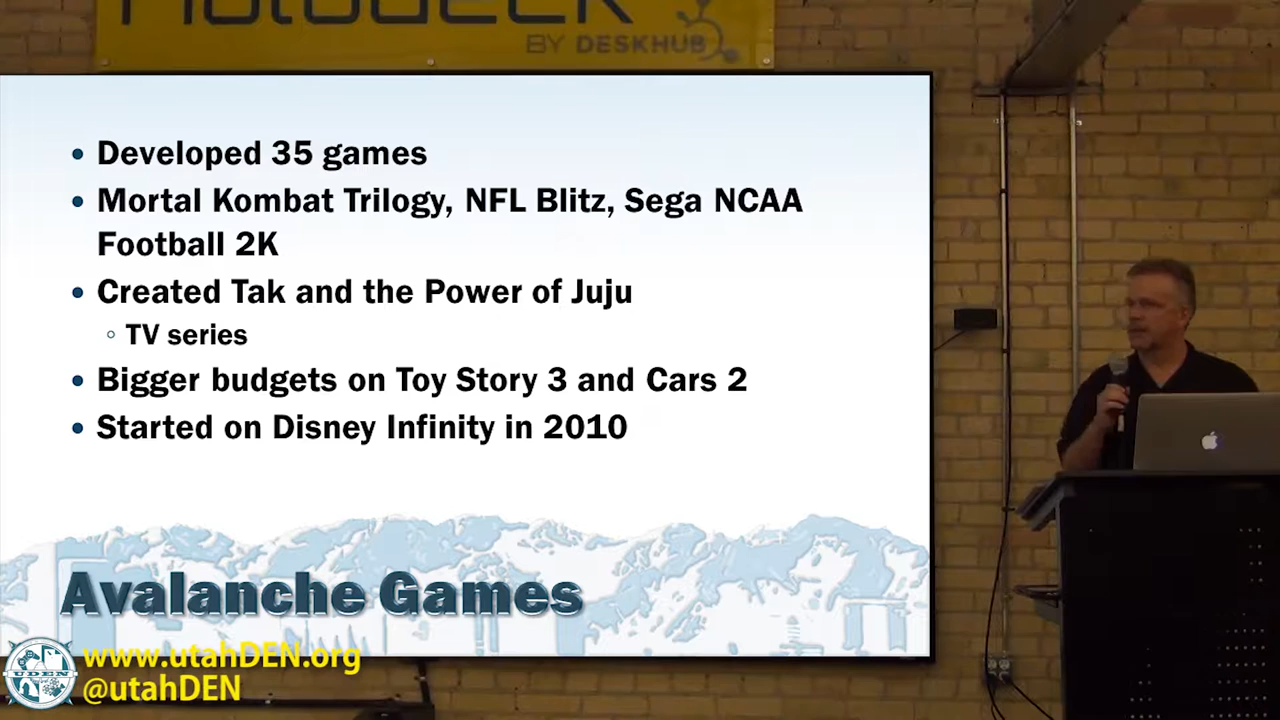 BY DESKHUB
Developed 35 games
Mortal Kombat Trilogy, NFL Blitz, Sega NCAA
Football 2K
Created Tak and the Power of Juju
TV series
Bigger budgets on Toy Story 3 and Cars 2
Started on Disney Infinity in 2010
Avalanche Games
www.utahDEN.org
@utahDEN
UDEN